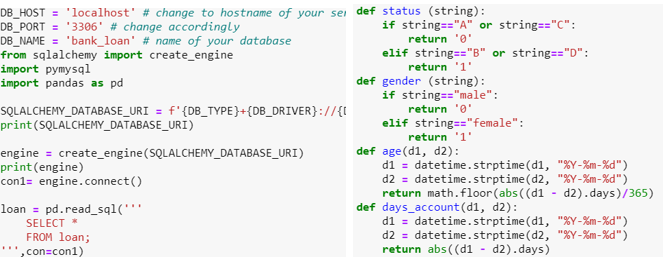 DB_HOST = 'localhost' # change to hostname of your ser
DB_PORT = '3306' # change accordingly
DB_NAME = 'bank_loan' # name of your database
from sqlalchemy import create_engine
import pymysql
import pandas as pd
SQLALCHEMY_DATABASE_URI = f'{DB_TYPE}+{DB_DRIVER}://{D
print(SQLALCHEMY_DATABASE_URI)
engine = create_engine(SQLALCHEMY_DATABASE_URI)
print(engine)
con1= engine.connect()
loan = pd.read_sql('''
    SELECT *
    FROM loan;
''',con=con1)
def status (string):
    if string=="A" or string=="C":
        return '0'
    elif string=="B" or string=="D":
        return '1'
def gender (string):
    if string=="male":
        return '0'
    elif string=="female":
        return '1'
def age(d1, d2):
    d1 = datetime.strptime(d1, "%Y-%m-%d")
    d2 = datetime.strptime(d2, "%Y-%m-%d")
    return math.floor(abs((d1 - d2).days)/365)
def days_account(d1, d2):
    d1 = datetime.strptime(d1, "%Y-%m-%d")
    d2 = datetime.strptime(d2, "%Y-%m-%d")
    return abs((d1 - d2).days)